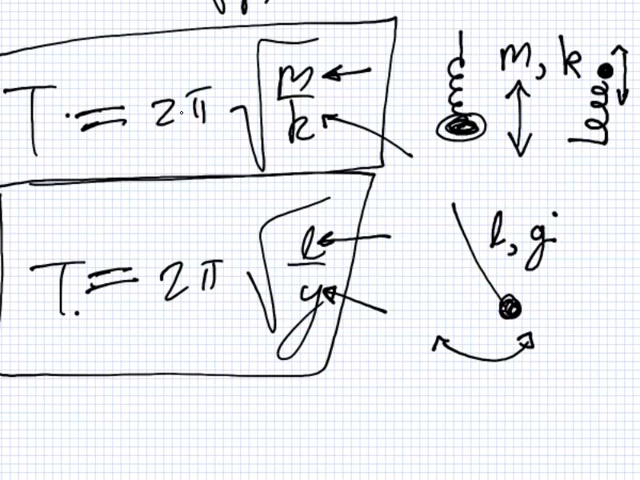 T = 2π √(m/k)
m, k
T = 2π √(l/g)
l, g